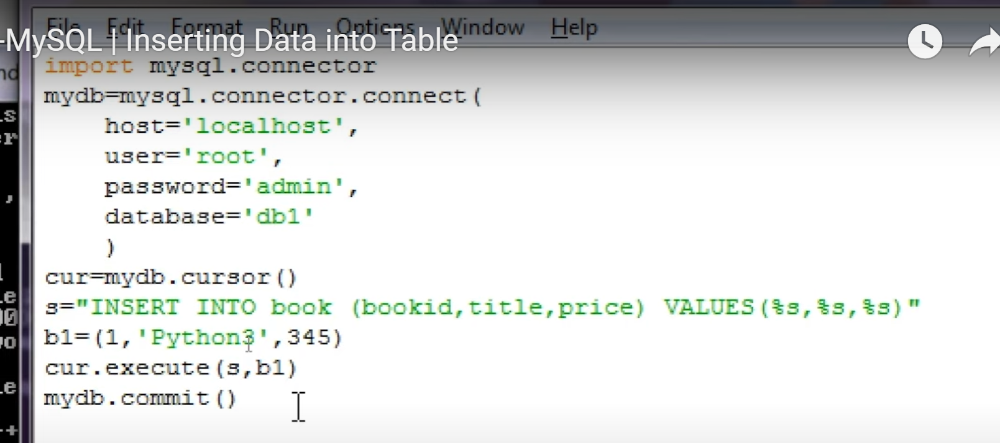 File Edit Format Run Options Window Help
-MySQL | Inserting Data into Table
import mysql.connector
mydb=mysql.connector.connect(
host='localhost',
user='root',
password='admin',
database='db1'
)
cur=mydb.cursor()
s="INSERT INTO book (bookid,title,price) VALUES(%s,%s,%s)"
b1=(1,'Python3',345)
cur.execute(s,b1)
mydb.commit()